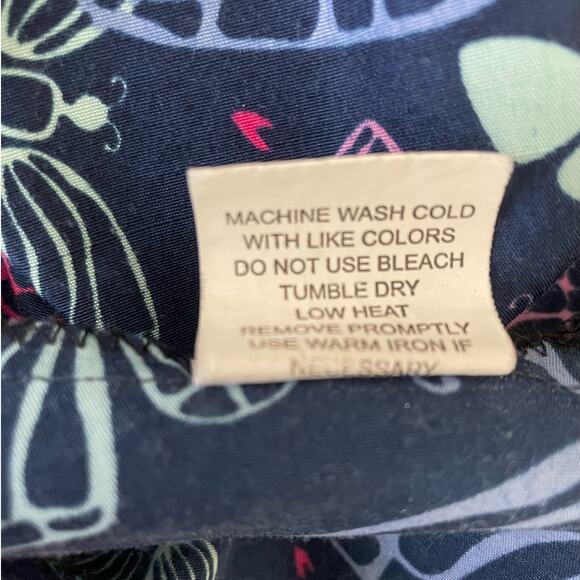 MACHINE WASH COLD
WITH LIKE COLORS
DO NOT USE BLEACH
TUMBLE DRY
LOW HEAT
REMOVE PROMPTLY
USE WARM IRON IF
NECESSARY